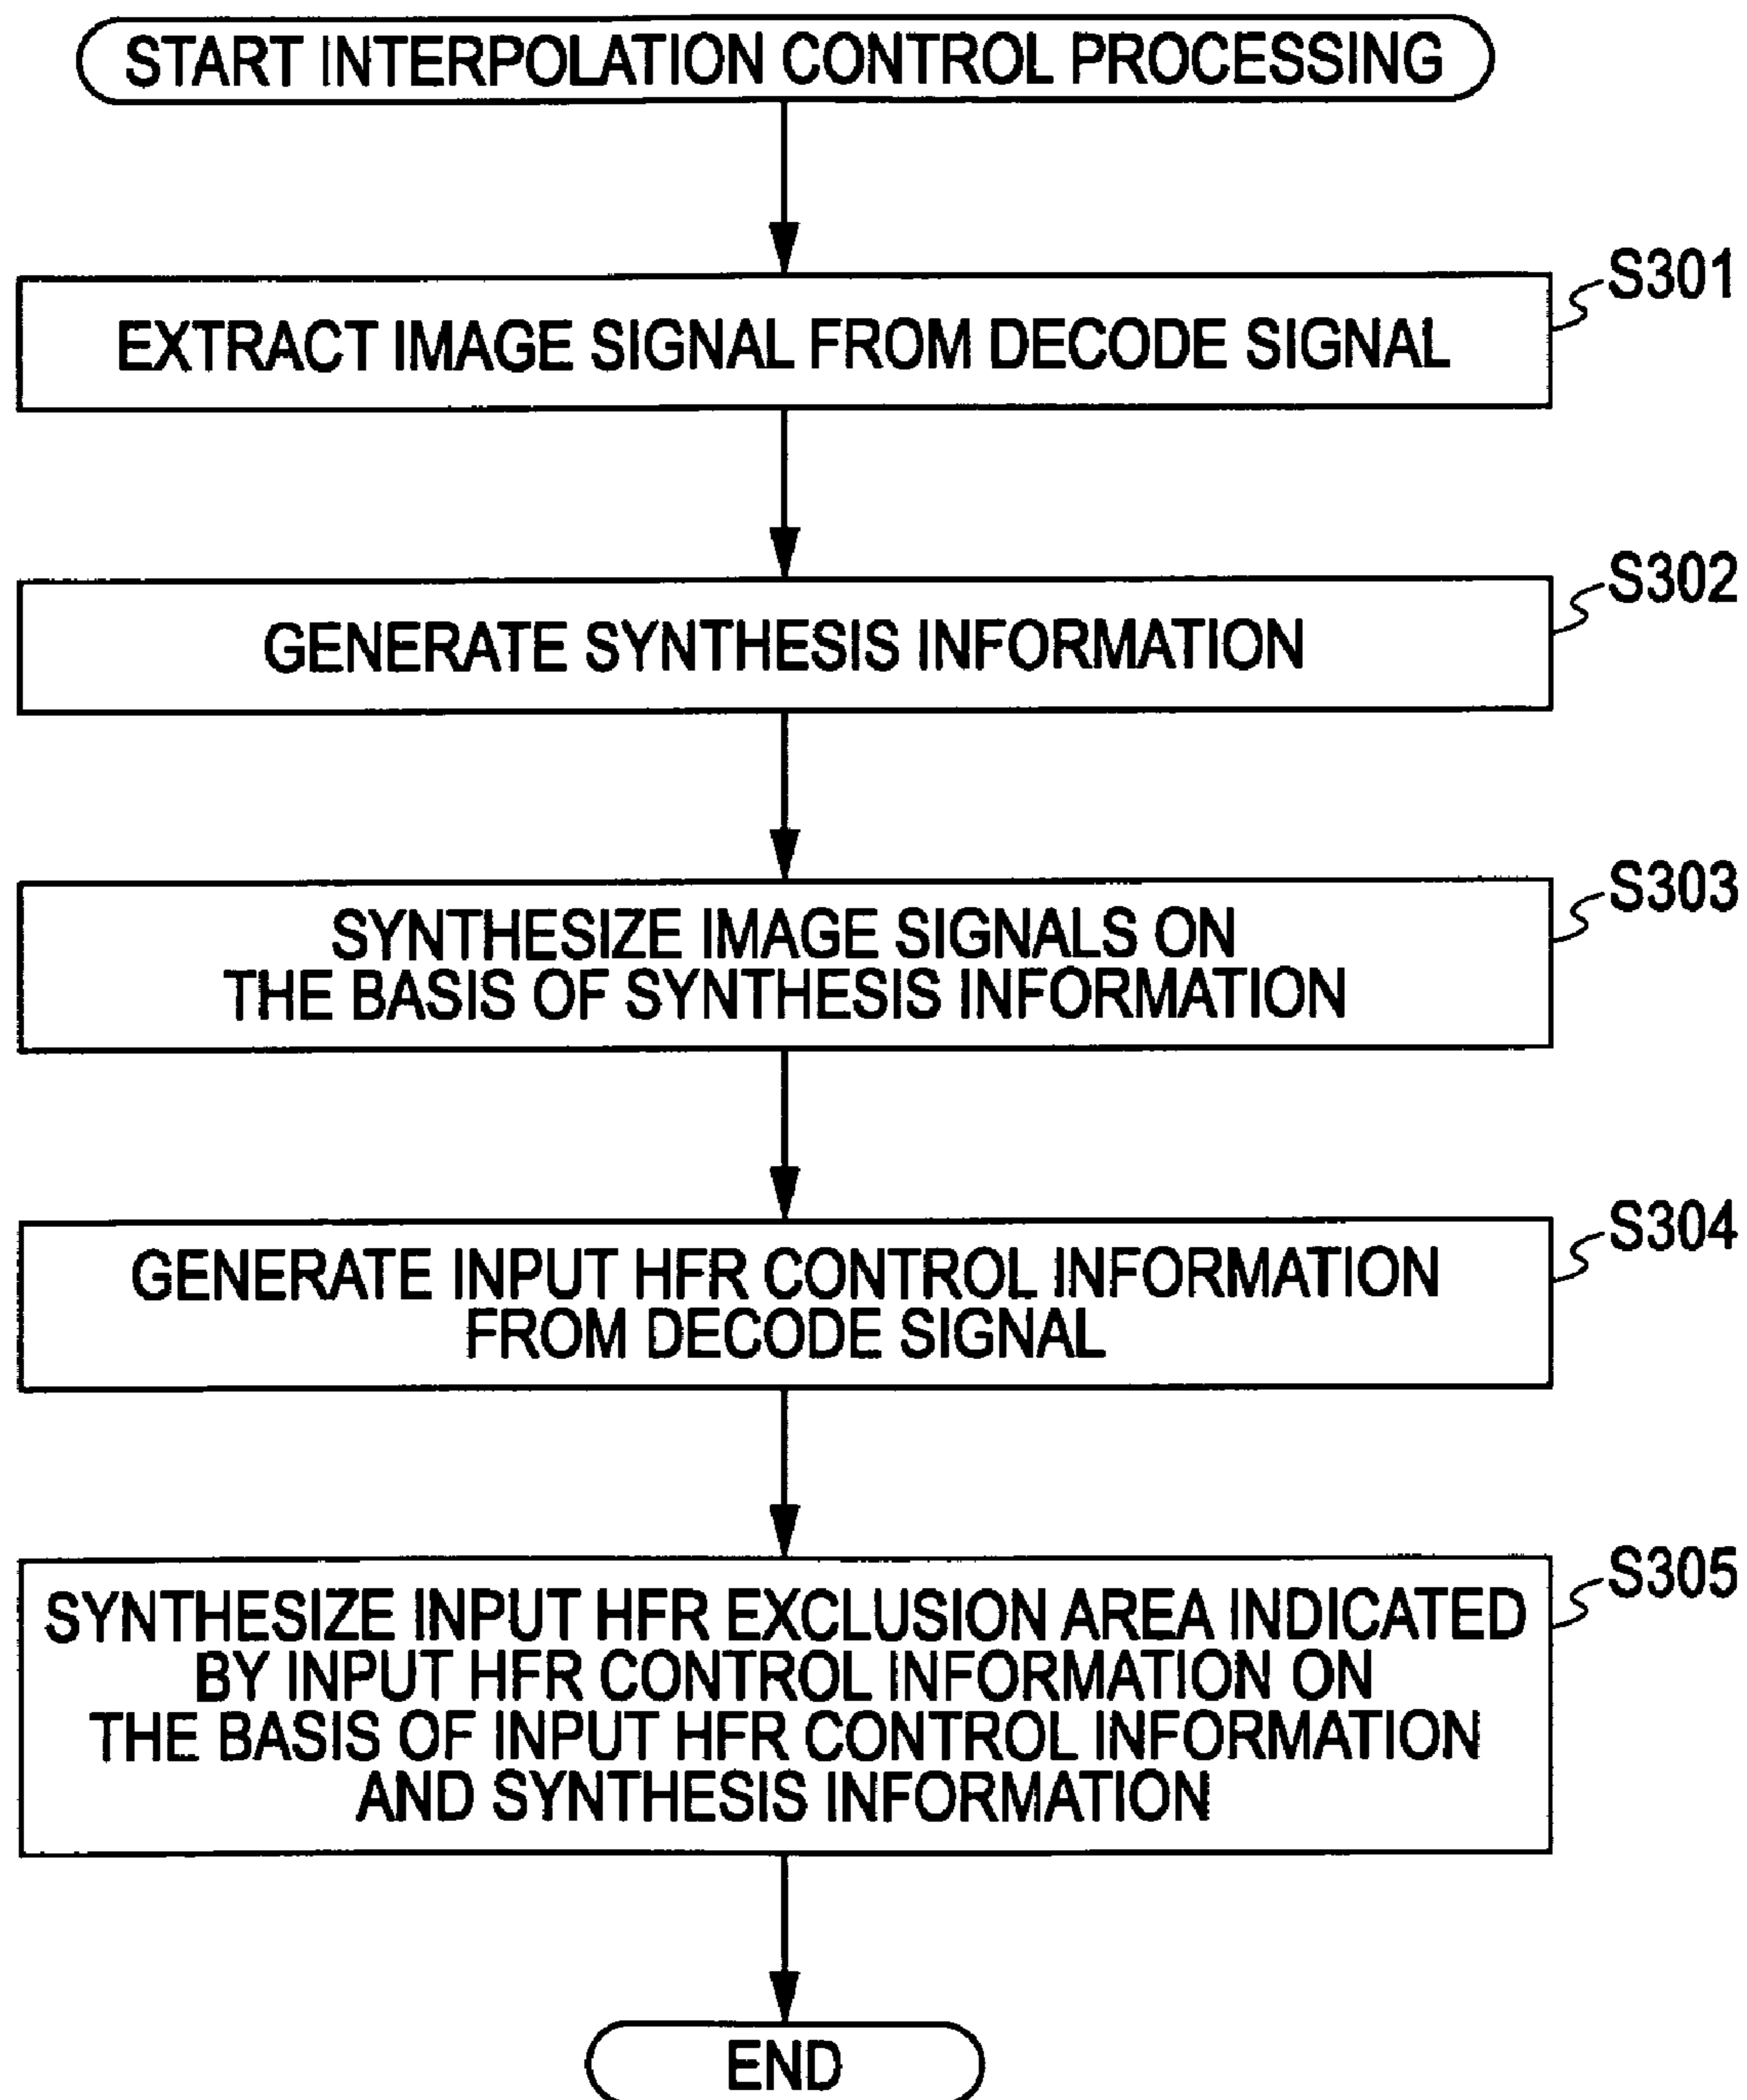 START INTERPOLATION CONTROL PROCESSING
S301
EXTRACT IMAGE SIGNAL FROM DECODE SIGNAL
S302
GENERATE SYNTHESIS INFORMATION
S303
SYNTHESIZE IMAGE SIGNALS ON
THE BASIS OF SYNTHESIS INFORMATION
S304
GENERATE INPUT HFR CONTROL INFORMATION
FROM DECODE SIGNAL
S305
SYNTHESIZE INPUT HFR EXCLUSION AREA INDICATED
BY INPUT HFR CONTROL INFORMATION ON
THE BASIS OF INPUT HFR CONTROL INFORMATION
AND SYNTHESIS INFORMATION
END